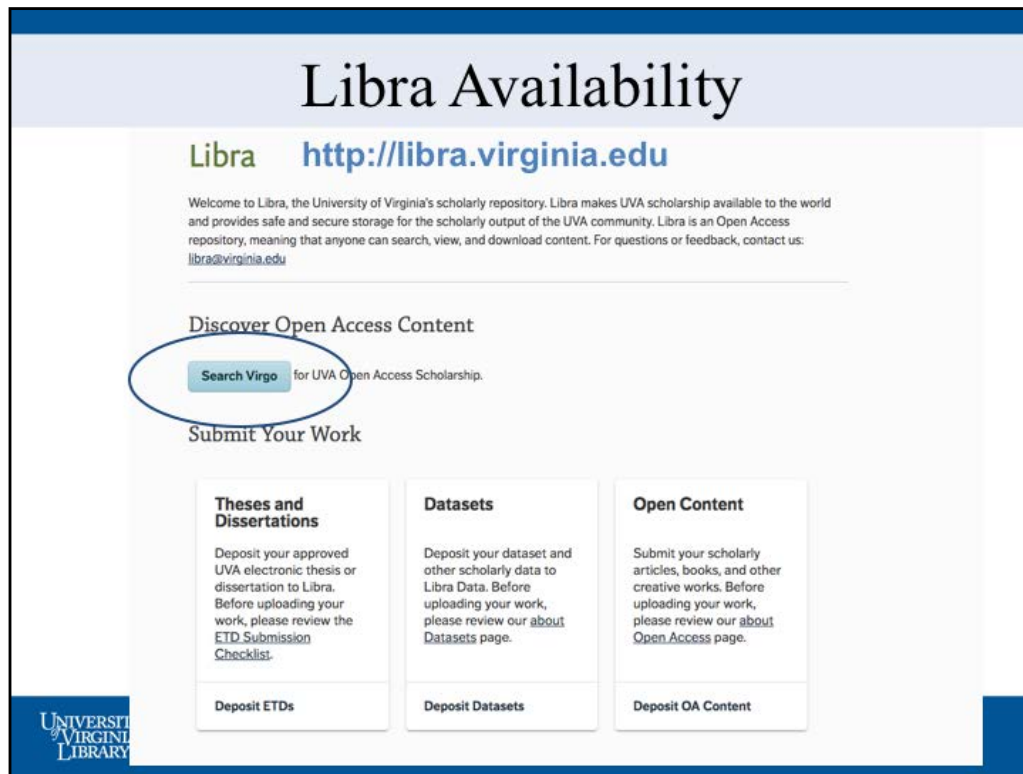 Libra Availability
Libra http://libra.virginia.edu
Welcome to Libra, the University of Virginia's scholarly repository. Libra makes UVA scholarship available to the world
and provides safe and secure storage for the scholarly output of the UVA community. Libra is an Open Access
repository, meaning that anyone can search, view, and download content. For questions or feedback, contact us:
libra@virginia.edu
Discover Open Access Content
Search Virgo for UVA Open Access Scholarship.
Submit Your Work
Theses and
Dissertations
Deposit your approved
UVA electronic thesis or
dissertation to Libra.
Before uploading your
work, please review the
ETD Submission
Checklist.
Deposit ETDs
Datasets
Deposit your dataset and
other scholarly data to
Libra Data. Before
uploading your work,
please review our about
Datasets page.
Deposit Datasets
Open Content
Submit your scholarly
articles, books, and other
creative works. Before
uploading your work,
please review our about
Open Access page.
Deposit OA Content
LIBRARY